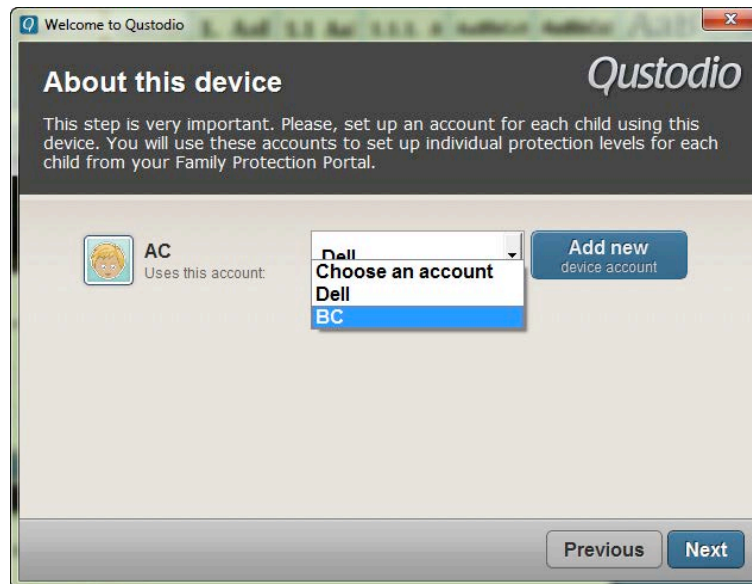 Welcome to Qustodio
About this device
Qustodio
This step is very important. Please, set up an account for each child using this
device. You will use these accounts to set up individual protection levels for each
child from your Family Protection Portal.
AC
Uses this account:
Dell
Add new
device account
Choose an account
Dell
BC
Previous
Next